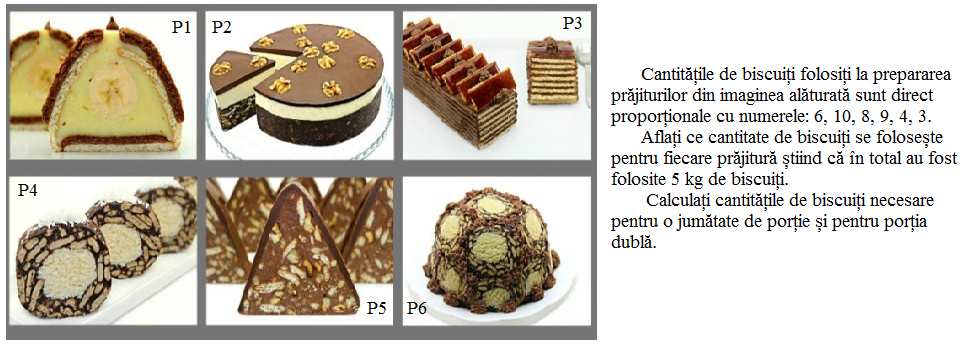 P1
P2
P3
P4
P5
P6
Cantitățile de biscuiți folosiți la prepararea
prăjiturilor din imaginea alăturată sunt direct
proporționale cu numerele: 6, 10, 8, 9, 4, 3.
Aflați ce cantitate de biscuiți se folosește
pentru fiecare prăjitură știind că în total au fost
folosite 5 kg de biscuiți.
Calculați cantitățile de biscuiți necesare
pentru o jumătate de porție și pentru porția
dublă.